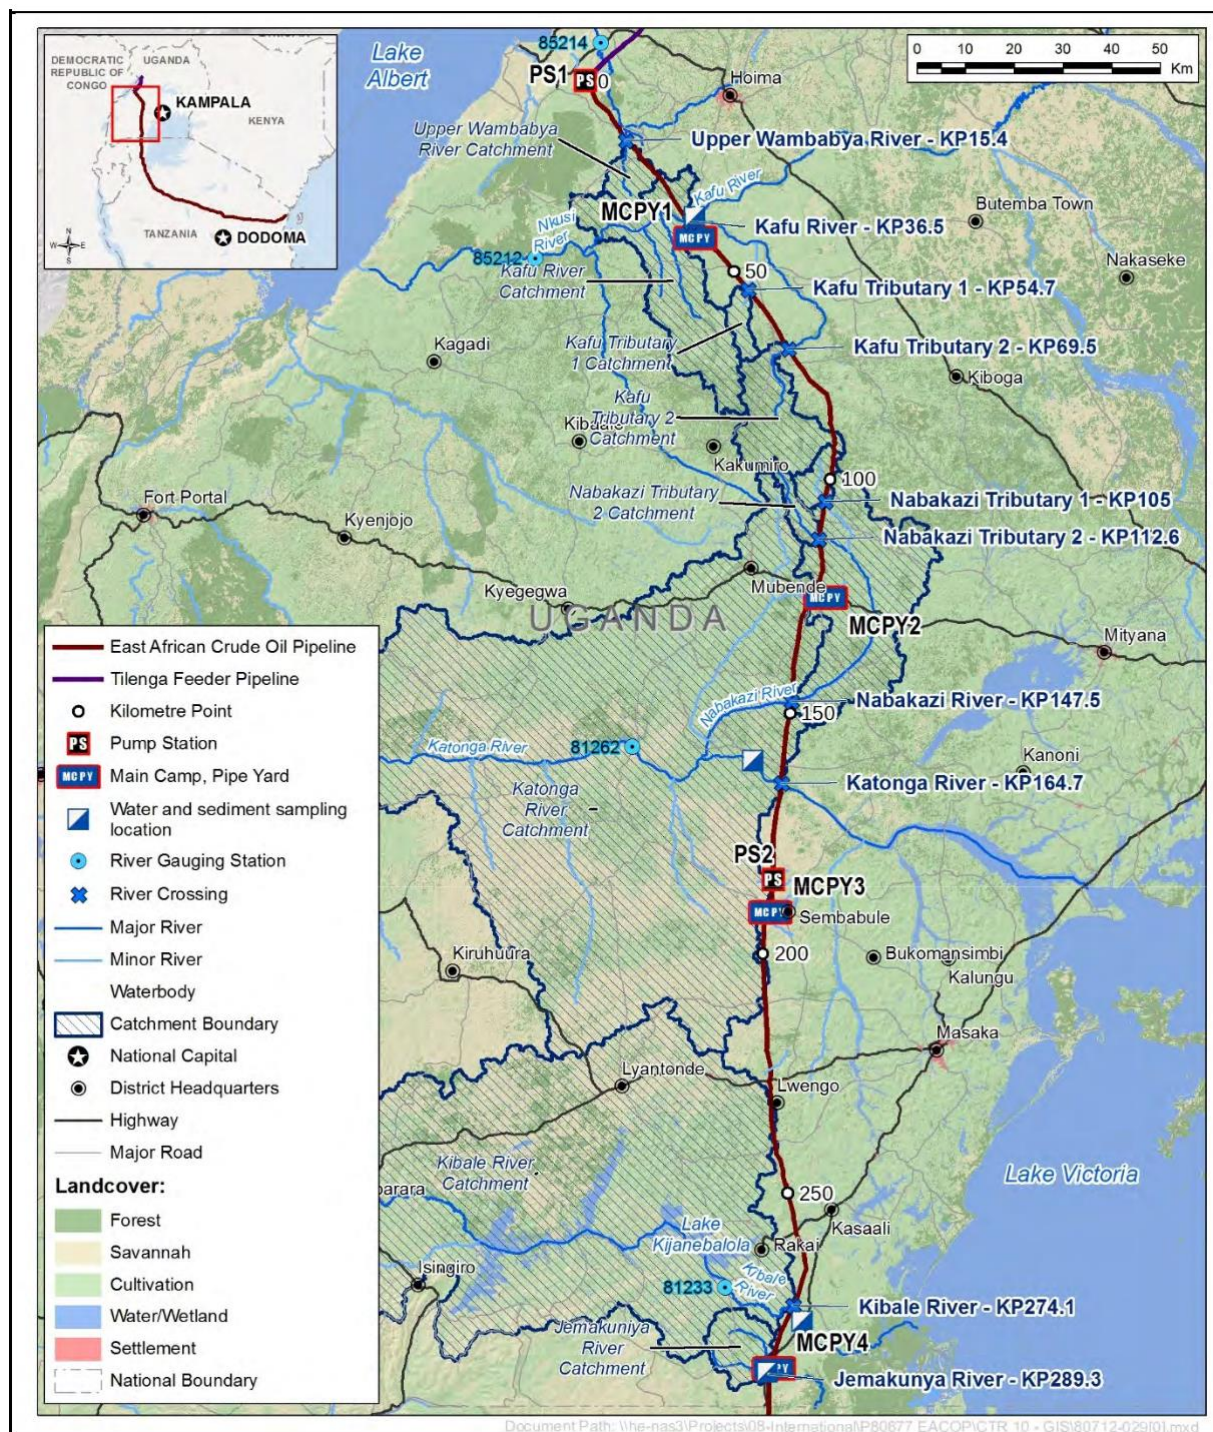 DEMOCRATIC
REPUBLIC OF
CONGO
UGANDA
KAMPALA
KENYA
TANZANIA
DODOMA
N
W
E
S
Lake
Albert
85214
PS1
PS
0
Hoima
0 10 20 30 40 50
Km
Upper Wambabya
River Catchment
Upper Wambabya River - KP15.4
Kafu River
MCPY1
MCPY
Kafu River - KP36.5
Butemba Town
Nakaseke
Nkusi
River
85212
Kafu River
Catchment
50
Kafu Tributary 1 - KP54.7
Kagadi
Kafu Tributary
1 Catchment
Kafu Tributary 2 - KP69.5
Kiboga
Kafu
Tributary 2
Catchment
Kakumiro
100
Nabakazi Tributary
2 Catchment
Nabakazi Tributary 1 - KP105
Nabakazi Tributary 2 - KP112.6
Fort Portal
Kyenjojo
Kyegegwa
Mubende
MCPY
MCPY2
UGANDA
Mityana
Nabakazi River
Nabakazi River - KP147.5
150
Katonga River
81262
Kanoni
Katonga River - KP164.7
Katonga
River
Catchment
PS2
PS
MCPY3
MCPY
Sembabule
Kiruhuura
200
Bukomansimbi
Kalungu
Masaka
Lyantonde
Lwengo
Kibale River
Catchment
250
Lake Victoria
Kasaali
Lake
Kijanebalola
Rakai
Isingiro
81233
Kibale
River
Kibale River - KP274.1
Jemakuniya
River
Catchment
MCPY4
Jemakunya River - KP289.3
East African Crude Oil Pipeline
Tilenga Feeder Pipeline
Kilometre Point
PS Pump Station
MCPY Main Camp, Pipe Yard
Water and sediment sampling
location
River Gauging Station
River Crossing
Major River
Minor River
Waterbody
Catchment Boundary
National Capital
District Headquarters
Highway
Major Road
Landcover:
Forest
Savannah
Cultivation
Water/Wetland
Settlement
National Boundary